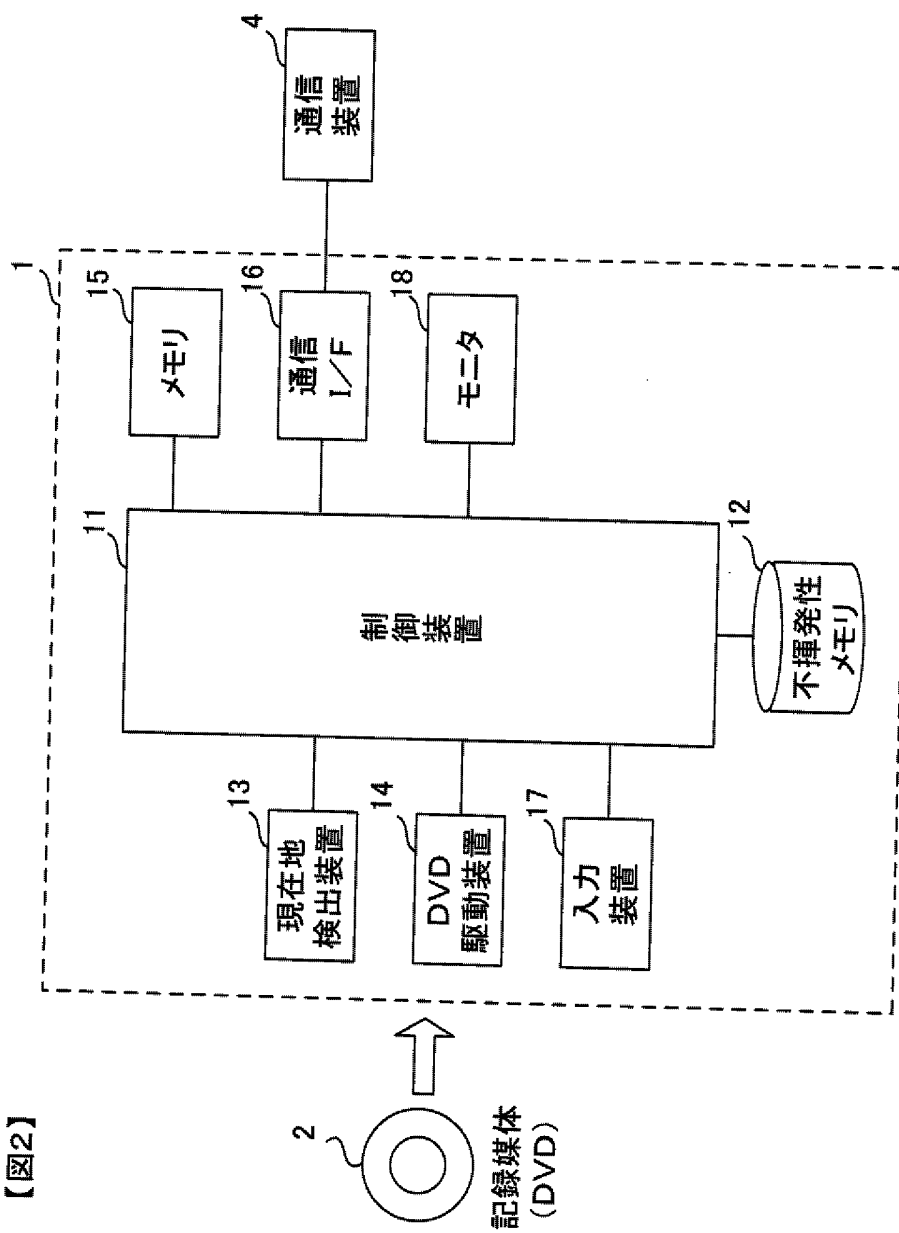 【図2】
1
2
記録媒体
(DVD)
13
現在地
検出装置
14
DVD
駆動装置
17
入力
装置
11
制御
装置
12
不揮発性
メモリ
15
メモリ
16
通信
I/F
18
モニタ
4
通信
装置